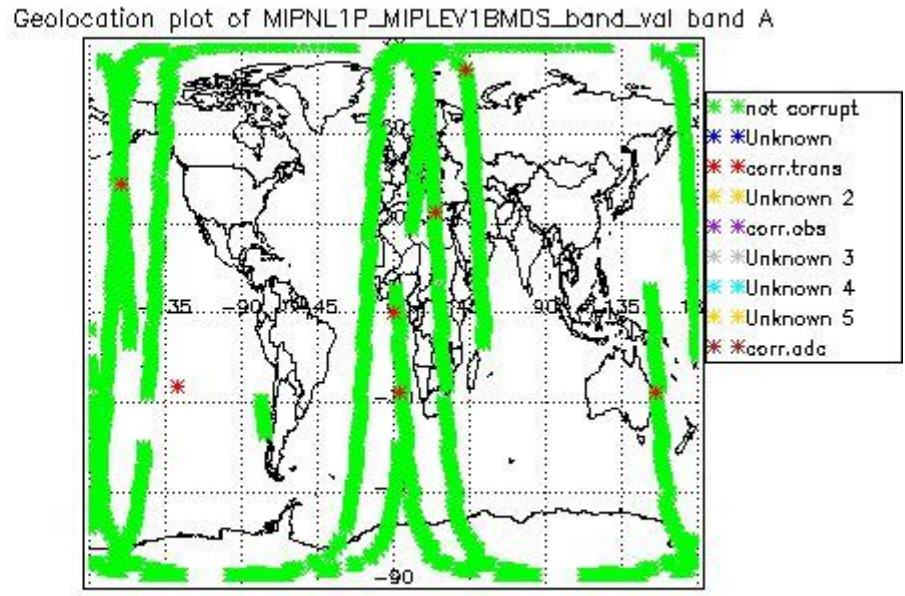 Geolocation plot of MIPNL1P_MIPLEV1BMDS_band_val band A
not corrupt
Unknown
corr.trans
Unknown 2
corr.obs
Unknown 3
Unknown 4
Unknown 5
corr.adc
-135 -90 -45 90 135
-90